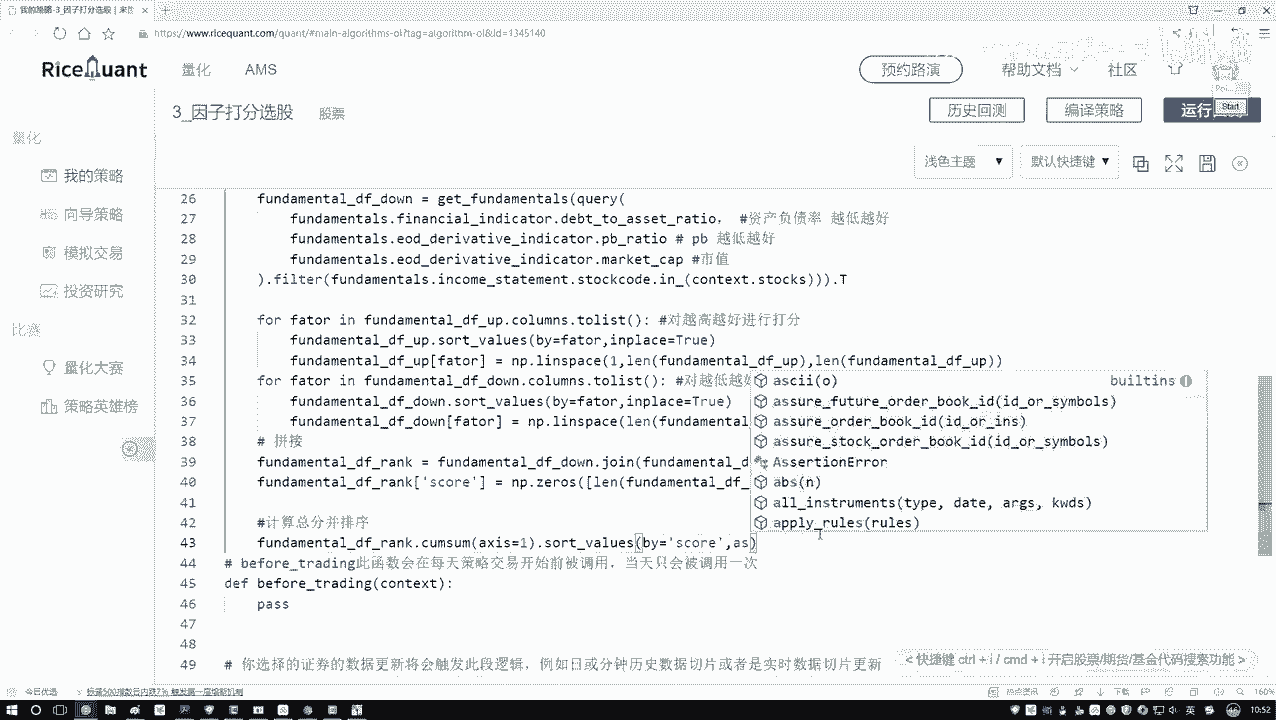 我的策略-3_因子打分选股
https://www.ricequant.com/quant/#main-algorithms-ol?tag=algorithm-ol&id=1345140
RiceQuant 量化 AMS 预约路演 帮助文档 社区
3_因子打分选股 股票 历史回测 编译策略 运行
Start
浅色主题 默认快捷键
量化
我的策略
向导策略
模拟交易
投资研究
比赛
量化大赛
策略英雄榜
26 fundamental_df_down = get_fundamentals(query(
27 fundamentals.financial_indicator.debt_to_asset_ratio, #资产负债率 越低越好
28 fundamentals.eod_derivative_indicator.pb_ratio # pb 越低越好
29 fundamentals.eod_derivative_indicator.market_cap #市值
30 ).filter(fundamentals.income_statement.stockcode.in_(context.stocks))).T
31
32 for fator in fundamental_df_up.columns.tolist(): #对越高越好进行打分
33 fundamental_df_up.sort_values(by=fator,inplace=True)
34 fundamental_df_up[fator] = np.linspace(1,len(fundamental_df_up),len(fundamental_df_up))
35 for fator in fundamental_df_down.columns.tolist(): #对越低越好
36 fundamental_df_down.sort_values(by=fator,inplace=True)
37 fundamental_df_down[fator] = np.linspace(len(fundamental
38 # 拼接
39 fundamental_df_rank = fundamental_df_down.join(fundamental_d
40 fundamental_df_rank['score'] = np.zeros([len(fundamental_df_
41
42 #计算总分并排序
43 fundamental_df_rank.cumsum(axis=1).sort_values(by='score',as)
ascii(o) builtins
assure_future_order_book_id(id_or_symbols)
assure_order_book_id(id_or_ins)
assure_stock_order_book_id(id_or_symbols)
AssertionError
abs(n)
all_instruments(type, date, args, kwds)
apply_rules(rules)
44 # before_trading此函数会在每天策略交易开始前被调用，当天只会被调用一次
45 def before_trading(context):
46 pass
47
48
49 # 你选择的证券的数据更新将会触发此段逻辑，例如日或分钟历史数据切片或者是实时数据切片更新
< 快捷键 ctrl + i / cmd + i 开启股票/期货/基金代码搜索功能 >
今日优选 下载 160%
英 10:52